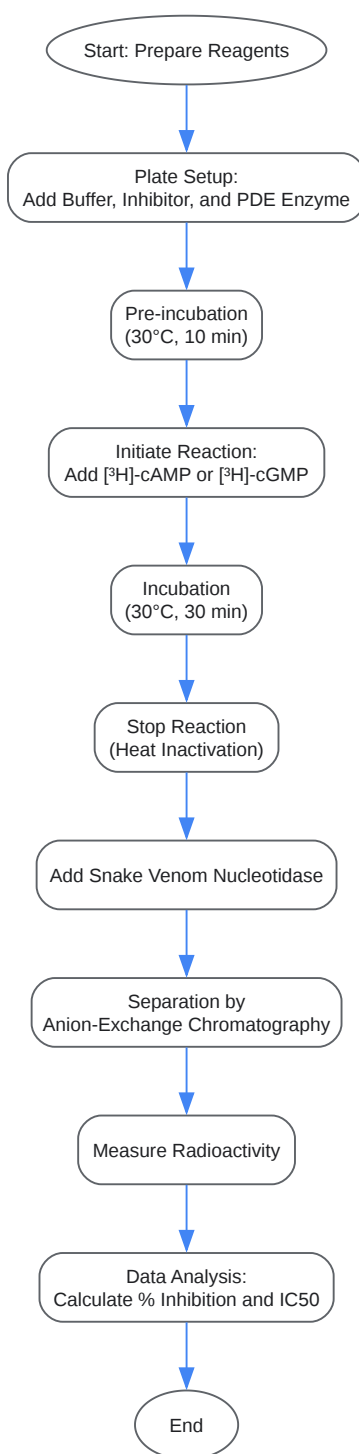 Start: Prepare Reagents
Plate Setup:
Add Buffer, Inhibitor, and PDE Enzyme
Pre-incubation
(30°C, 10 min)
Initiate Reaction:
Add [³H]-cAMP or [³H]-cGMP
Incubation
(30°C, 30 min)
Stop Reaction
(Heat Inactivation)
Add Snake Venom Nucleotidase
Separation by
Anion-Exchange Chromatography
Measure Radioactivity
Data Analysis:
Calculate % Inhibition and IC50
End